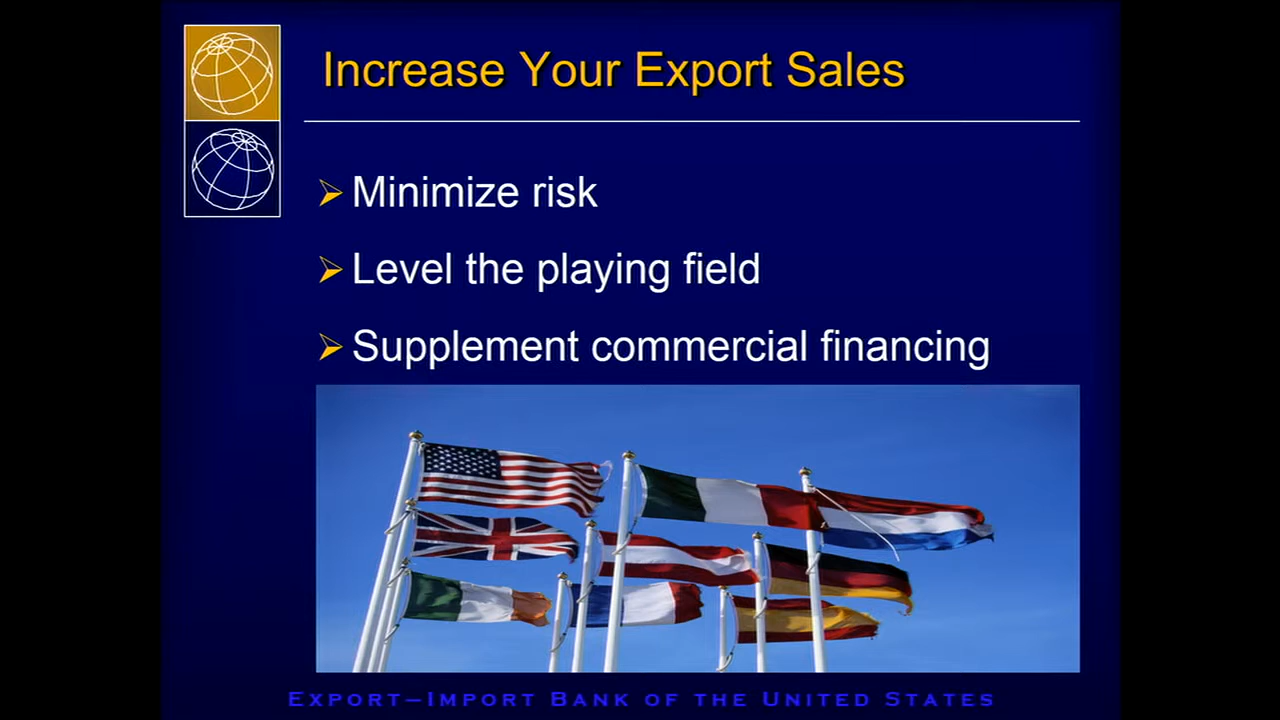 Increase Your Export Sales
Minimize risk
Level the playing field
Supplement commercial financing
Export–Import Bank of the United States